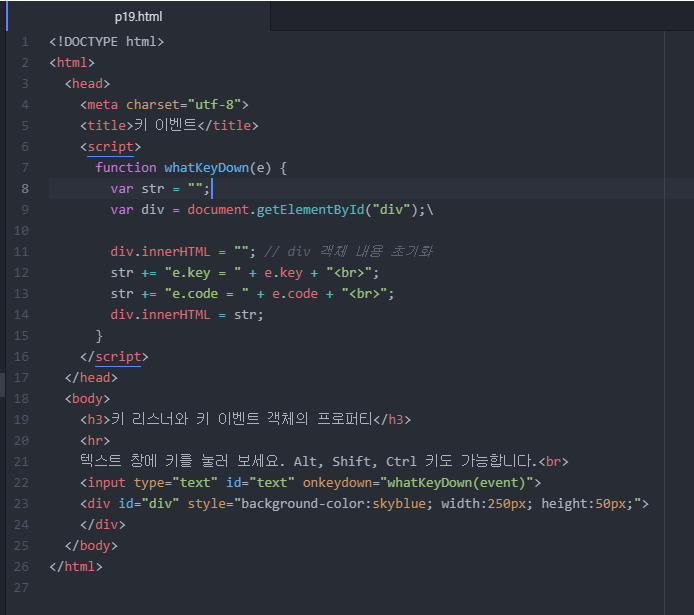 p19.html
1 <!DOCTYPE html>
2 <html>
3   <head>
4     <meta charset="utf-8">
5     <title>키 이벤트</title>
6     <script>
7       function whatKeyDown(e) {
8         var str = "";
9         var div = document.getElementById("div");\
10
11         div.innerHTML = ""; // div 객체 내용 초기화
12         str += "e.key = " + e.key + "<br>";
13         str += "e.code = " + e.code + "<br>";
14         div.innerHTML = str;
15       }
16     </script>
17   </head>
18   <body>
19     <h3>키 리스너와 키 이벤트 객체의 프로퍼티</h3>
20     <hr>
21     텍스트 창에 키를 눌러 보세요. Alt, Shift, Ctrl 키도 가능합니다.<br>
22     <input type="text" id="text" onkeydown="whatKeyDown(event)">
23     <div id="div" style="background-color:skyblue; width:250px; height:50px;">
24     </div>
25   </body>
26 </html>
27